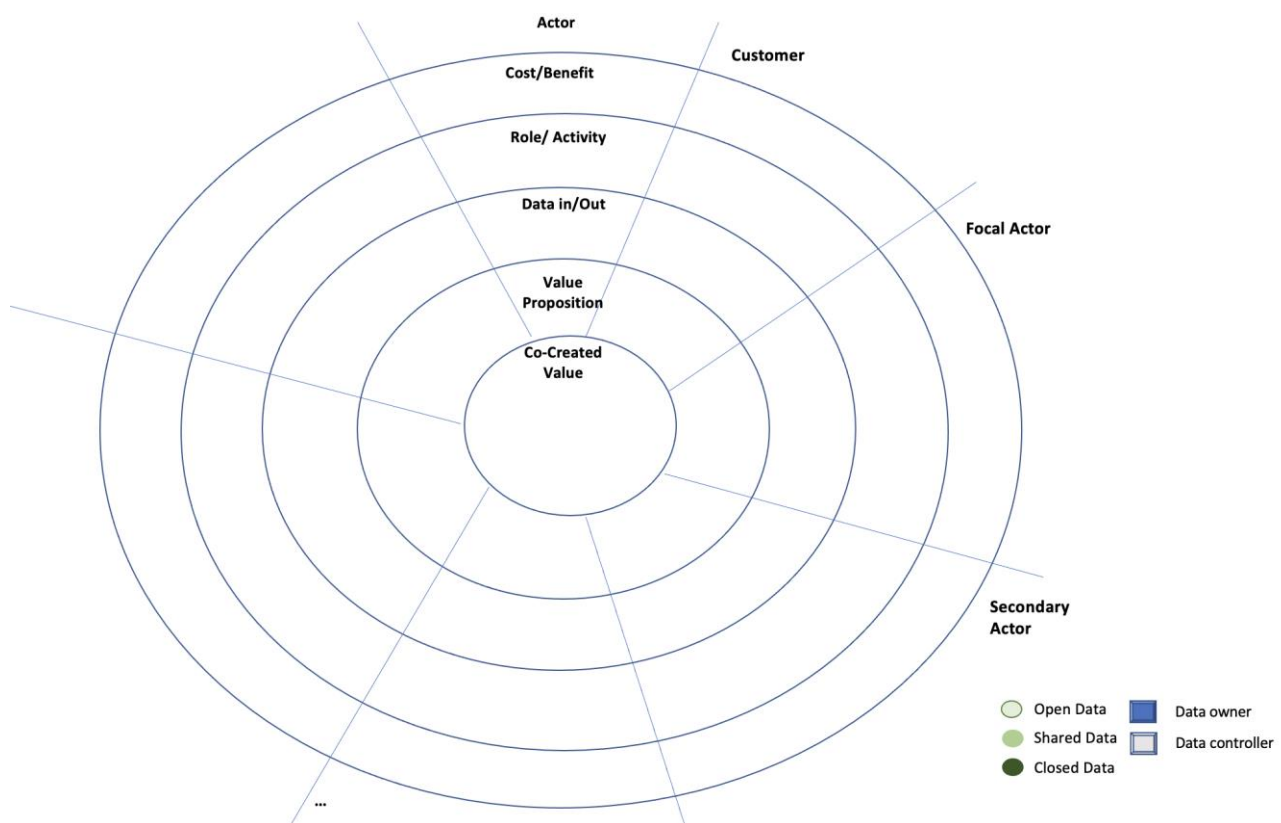 Actor
Customer
Cost/Benefit
Role/ Activity
Data in/Out
Focal Actor
Value
Proposition
Co-Created
Value
Secondary
Actor
Open Data
Data owner
Shared Data
Data controller
Closed Data
...